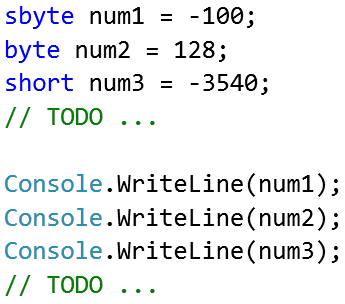 sbyte num1 = -100;
byte num2 = 128;
short num3 = -3540;
// TODO ...
Console.WriteLine(num1);
Console.WriteLine(num2);
Console.WriteLine(num3);
// TODO ...